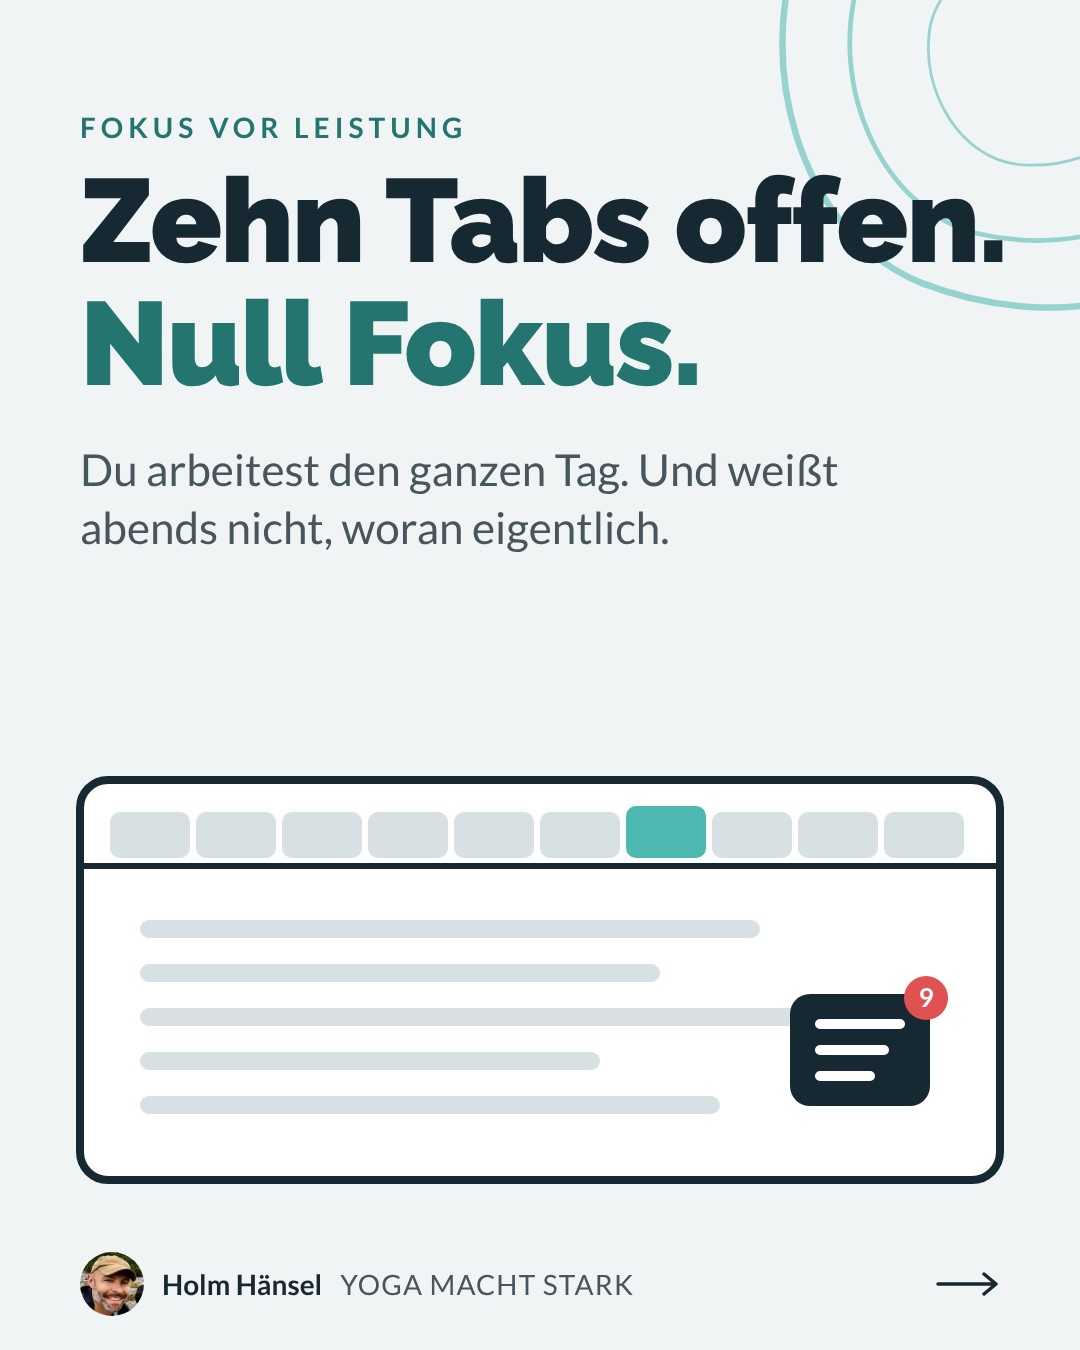 FOKUS VOR LEISTUNG
Zehn Tabs offen.
Null Fokus.
Du arbeitest den ganzen Tag. Und weißt
abends nicht, woran eigentlich.
9
Holm Hänsel YOGA MACHT STARK